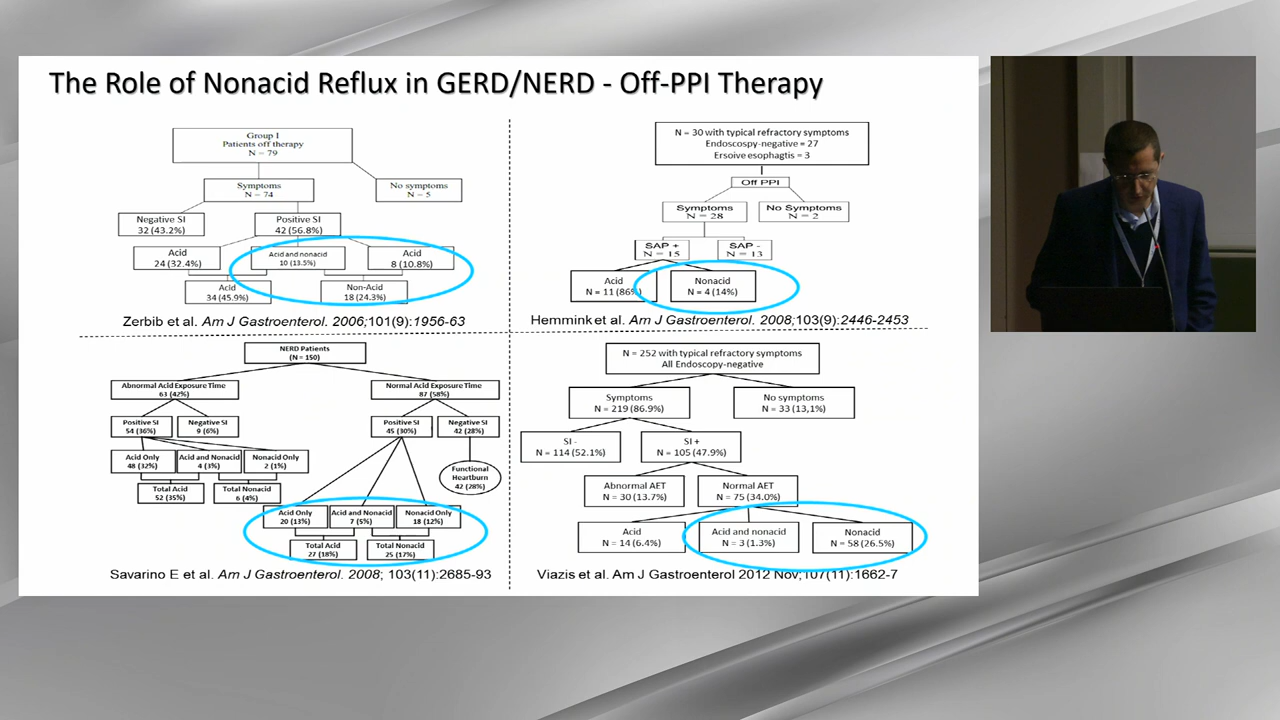 The Role of Nonacid Reflux in GERD/NERD - Off-PPI Therapy
Group I
Patients off therapy
N = 79
Symptoms
N = 74
No symptoms
N = 5
Negative SI
32 (43.2%)
Positive SI
42 (56.8%)
Acid
24 (32.4%)
Acid and nonacid
10 (13.5%)
Acid
8 (10.8%)
Acid
34 (45.9%)
Non-Acid
18 (24.3%)
Zerbib et al. Am J Gastroenterol. 2006;101(9):1956-63
N = 30 with typical refractory symptoms
Endoscospy-negative = 27
Ersoive esophagtis = 3
Off PPI
Symptoms
N = 28
No Symptoms
N = 2
SAP +
N = 15
SAP -
N = 13
Acid
N = 11 (86%)
Nonacid
N = 4 (14%)
Hemmink et al. Am J Gastroenterol. 2008;103(9):2446-2453
NERD Patients
(N = 150)
Abnormal Acid Exposure Time
63 (42%)
Normal Acid Exposure Time
87 (58%)
Positive SI
54 (36%)
Negative SI
9 (6%)
Positive SI
45 (30%)
Negative SI
42 (28%)
Acid Only
48 (32%)
Acid and Nonacid
4 (3%)
Nonacid Only
2 (1%)
Functional
Heartburn
42 (28%)
Total Acid
52 (35%)
Total Nonacid
6 (4%)
Acid Only
20 (13%)
Acid and Nonacid
7 (5%)
Nonacid Only
18 (12%)
Total Acid
27 (18%)
Total Nonacid
25 (17%)
Savarino E et al. Am J Gastroenterol. 2008; 103(11):2685-93
N = 252 with typical refractory symptoms
All Endoscopy-negative
Symptoms
N = 219 (86.9%)
No symptoms
N = 33 (13,1%)
SI -
N = 114 (52.1%)
SI +
N = 105 (47.9%)
Abnormal AET
N = 30 (13.7%)
Normal AET
N = 75 (34.0%)
Acid
N = 14 (6.4%)
Acid and nonacid
N = 3 (1.3%)
Nonacid
N = 58 (26.5%)
Viazis et al. Am J Gastroenterol 2012 Nov;107(11):1662-7